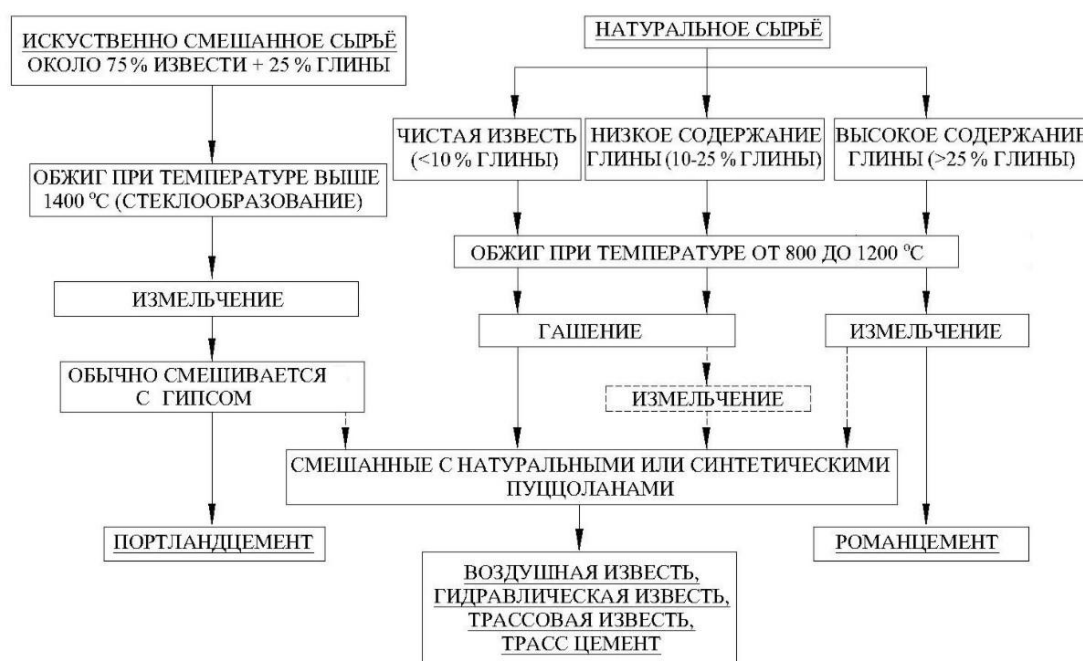 ИСКУСТВЕННО СМЕШАННОЕ СЫРЬЁ
ОКОЛО 75 % ИЗВЕСТИ + 25 % ГЛИНЫ
НАТУРАЛЬНОЕ СЫРЬЁ
ЧИСТАЯ ИЗВЕСТЬ
(<10 % ГЛИНЫ)
НИЗКОЕ СОДЕРЖАНИЕ
ГЛИНЫ (10-25 % ГЛИНЫ)
ВЫСОКОЕ СОДЕРЖАНИЕ
ГЛИНЫ (>25 % ГЛИНЫ)
ОБЖИГ ПРИ ТЕМПЕРАТУРЕ ВЫШЕ
1400 °С (СТЕКЛООБРАЗОВАНИЕ)
ОБЖИГ ПРИ ТЕМПЕРАТУРЕ ОТ 800 ДО 1200 °С
ИЗМЕЛЬЧЕНИЕ
ГАШЕНИЕ
ИЗМЕЛЬЧЕНИЕ
ОБЫЧНО СМЕШИВАЕТСЯ
С ГИПСОМ
ИЗМЕЛЬЧЕНИЕ
СМЕШАННЫЕ С НАТУРАЛЬНЫМИ ИЛИ СИНТЕТИЧЕСКИМИ
ПУЦЦОЛАНАМИ
ПОРТЛАНДЦЕМЕНТ
РОМАНЦЕМЕНТ
ВОЗДУШНАЯ ИЗВЕСТЬ,
ГИДРАВЛИЧЕСКАЯ ИЗВЕСТЬ,
ТРАССОВАЯ ИЗВЕСТЬ,
ТРАСС ЦЕМЕНТ